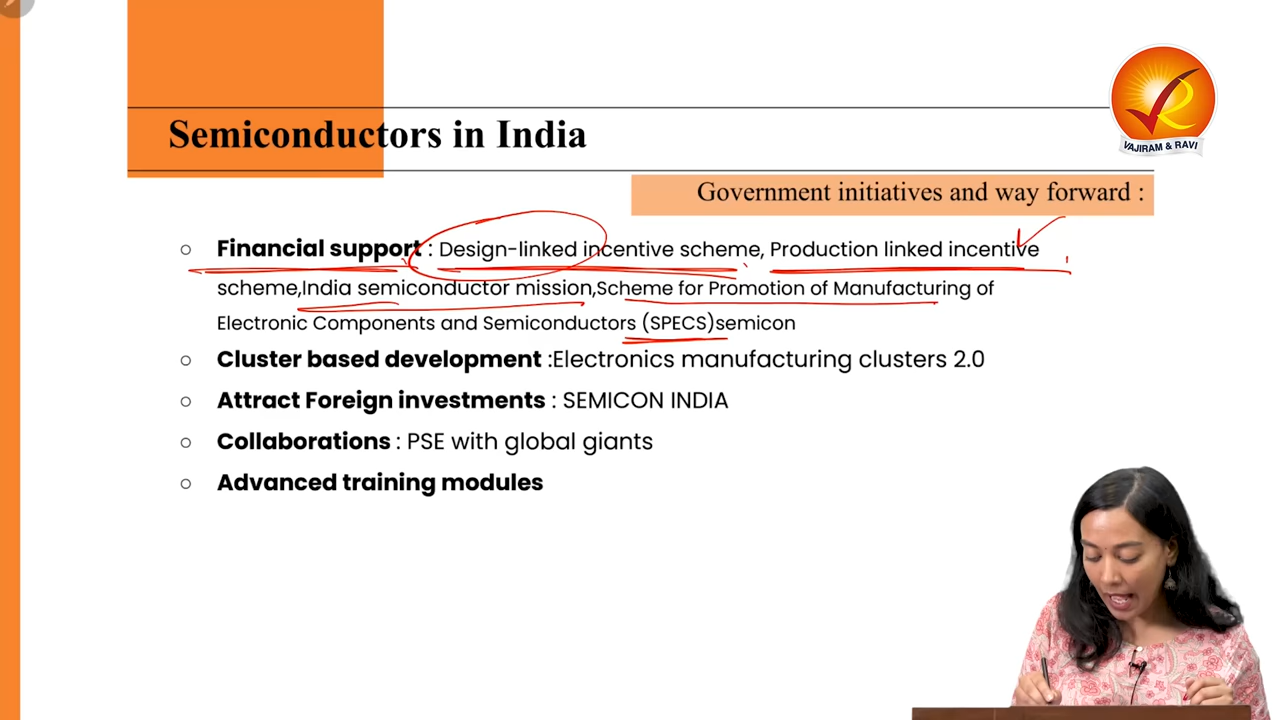 VAJIRAM & RAVI
Semiconductors in India
Government initiatives and way forward :
Financial support : Design-linked incentive scheme, Production linked incentive
scheme,India semiconductor mission,Scheme for Promotion of Manufacturing of
Electronic Components and Semiconductors (SPECS)semicon
Cluster based development :Electronics manufacturing clusters 2.0
Attract Foreign investments : SEMICON INDIA
Collaborations : PSE with global giants
Advanced training modules